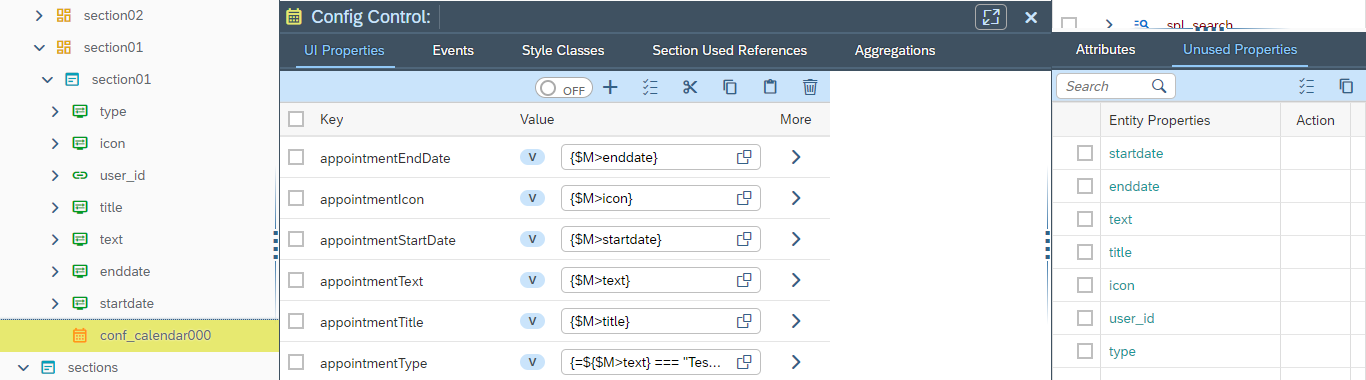 section02
section01
section01
type
icon
user_id
title
text
enddate
startdate
conf_calendar000
sections
Config Control:
UI Properties Events Style Classes Section Used References Aggregations
OFF
Key Value More
appointmentEndDate V {$M>enddate}
appointmentIcon V {$M>icon}
appointmentStartDate V {$M>startdate}
appointmentText V {$M>text}
appointmentTitle V {$M>title}
appointmentType V {=${$M>text} === "Tes...
snl_search
Attributes Unused Properties
Search
Entity Properties Action
startdate
enddate
text
title
icon
user_id
type